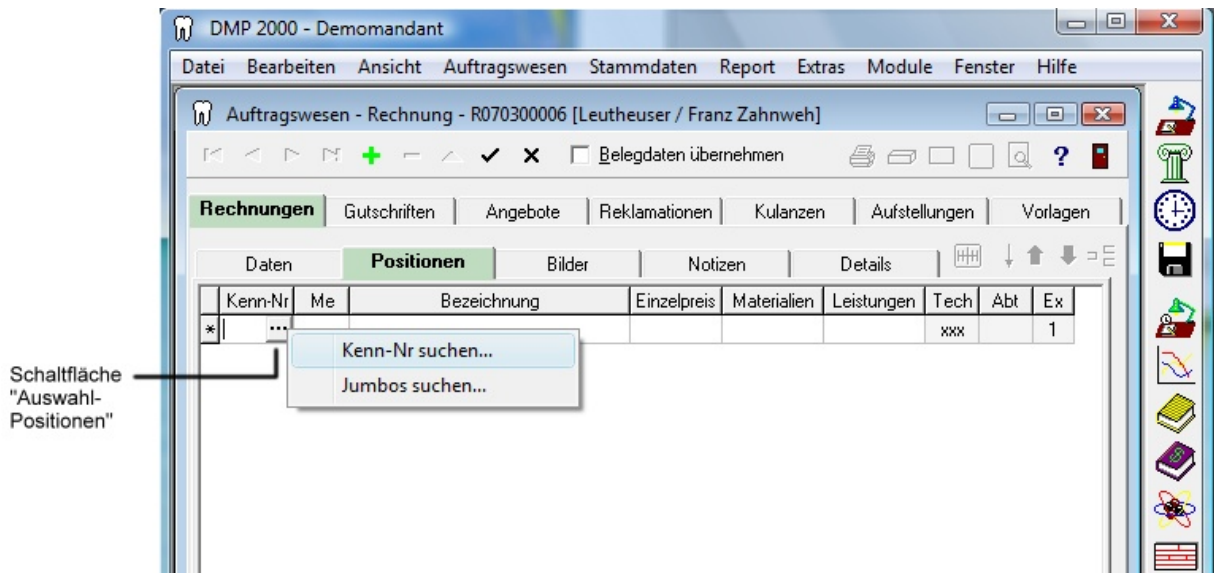 DMP 2000 - Demomandant
Datei Bearbeiten Ansicht Auftragswesen Stammdaten Report Extras Module Fenster Hilfe
Auftragswesen - Rechnung - R070300006 [Leutheuser / Franz Zahnweh]
Belegdaten übernehmen ?
Rechnungen Gutschriften Angebote Reklamationen Kulanzen Aufstellungen Vorlagen
Daten Positionen Bilder Notizen Details
Kenn-Nr Me Bezeichnung Einzelpreis Materialien Leistungen Tech Abt Ex
* ... xxx 1
Kenn-Nr suchen...
Jumbos suchen...
Schaltfläche
"Auswahl-
Positionen"